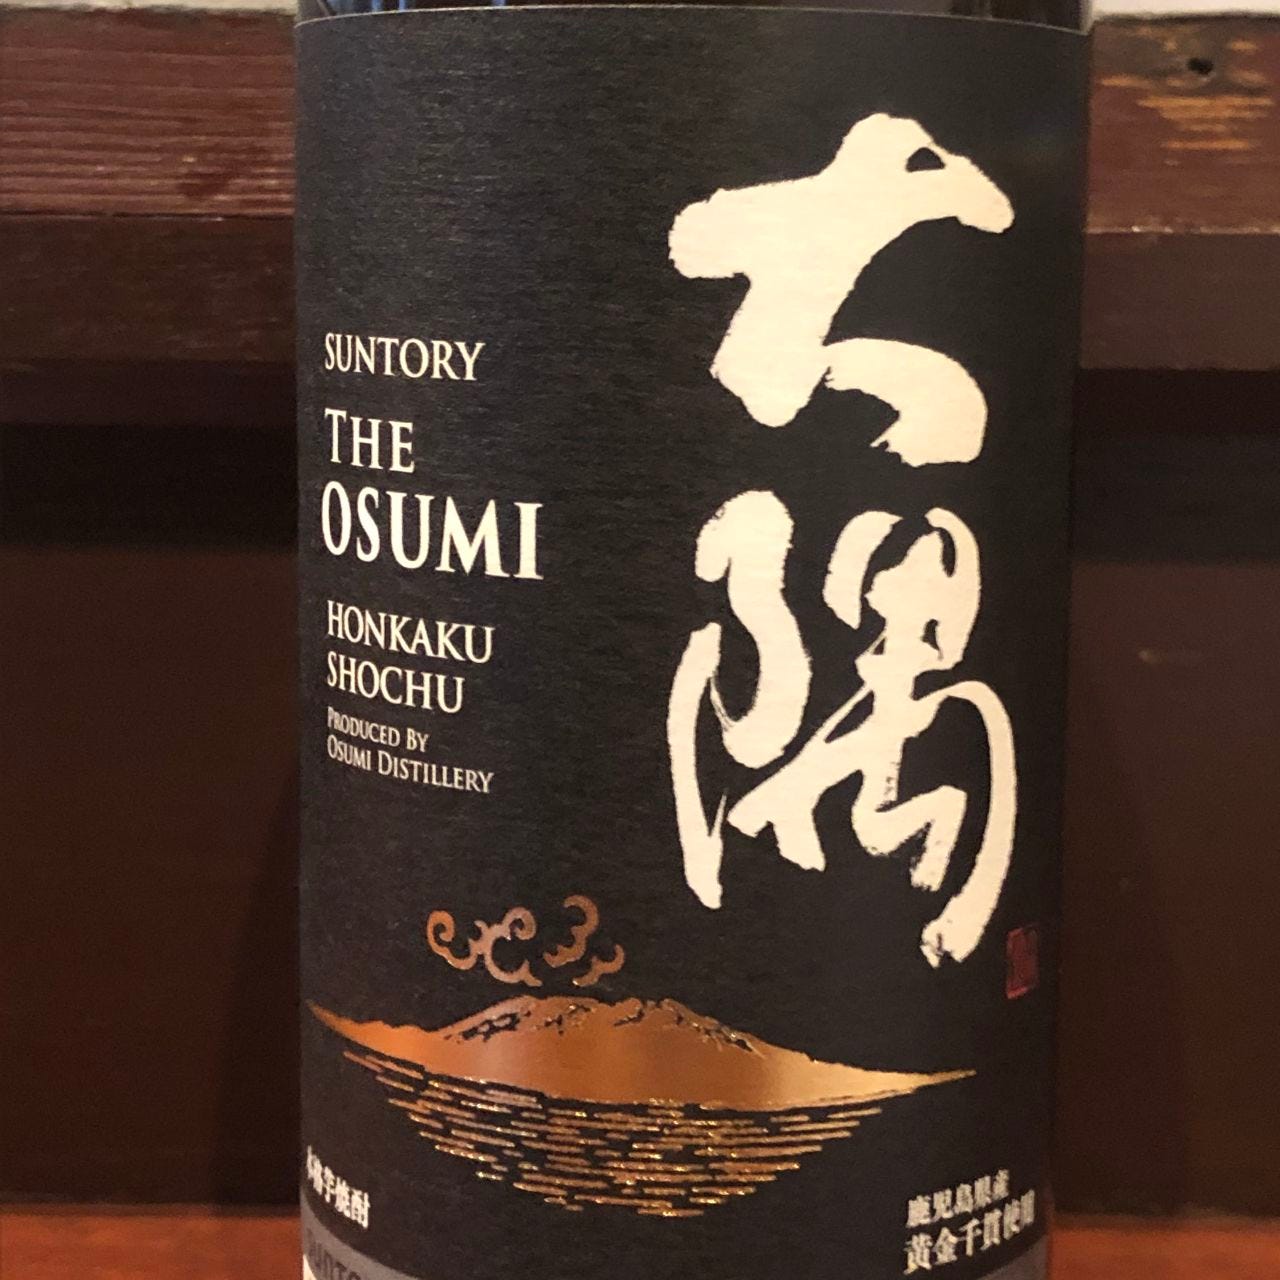 大隅
SUNTORY
THE
OSUMI
HONKAKU
SHOCHU
PRODUCED BY
OSUMI DISTILLERY
本格芋焼酎
鹿児島県産
黄金千貫使用